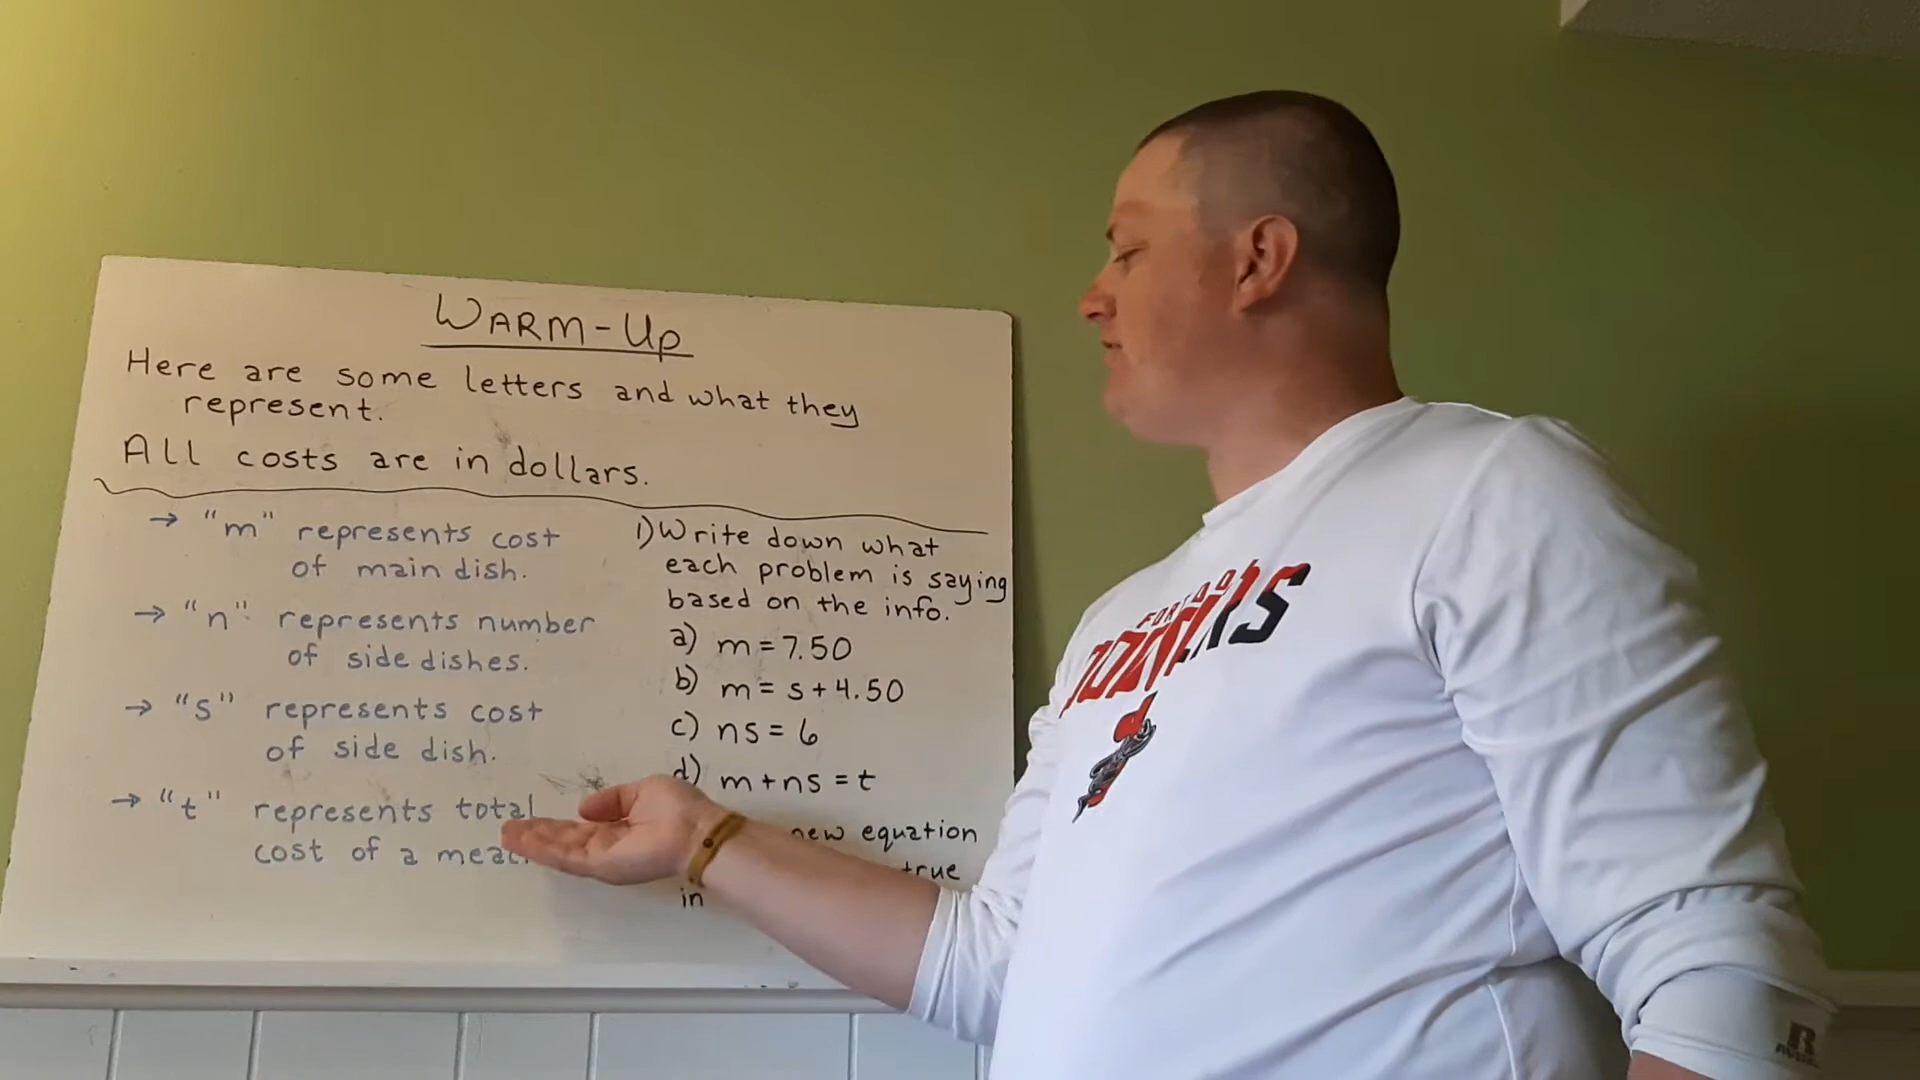 WARM-Up
Here are some letters and what they
represent.
All costs are in dollars.
→ "m" represents cost
of main dish.
→ "n" represents number
of side dishes.
→ "s" represents cost
of side dish.
→ "t" represents total
cost of a meal.
1) Write down what
each problem is saying
based on the info.
a) m = 7.50
b) m = s + 4.50
c) ns = 6
d) m + ns = t
new equation
true
in
R